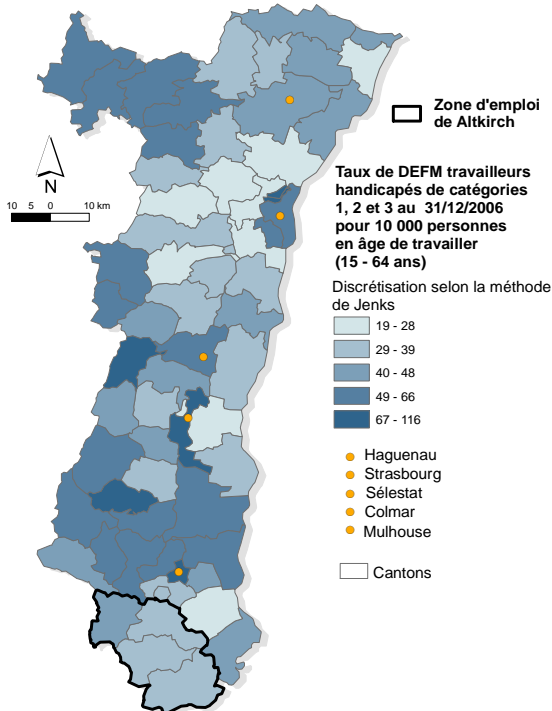 Zone d'emploi
de Altkirch
N
10 5 0 10 km
Taux de DEFM travailleurs
handicapés de catégories
1, 2 et 3 au 31/12/2006
pour 10 000 personnes
en âge de travailler
(15 - 64 ans)
Discrétisation selon la méthode
de Jenks
19 - 28
29 - 39
40 - 48
49 - 66
67 - 116
Haguenau
Strasbourg
Sélestat
Colmar
Mulhouse
Cantons